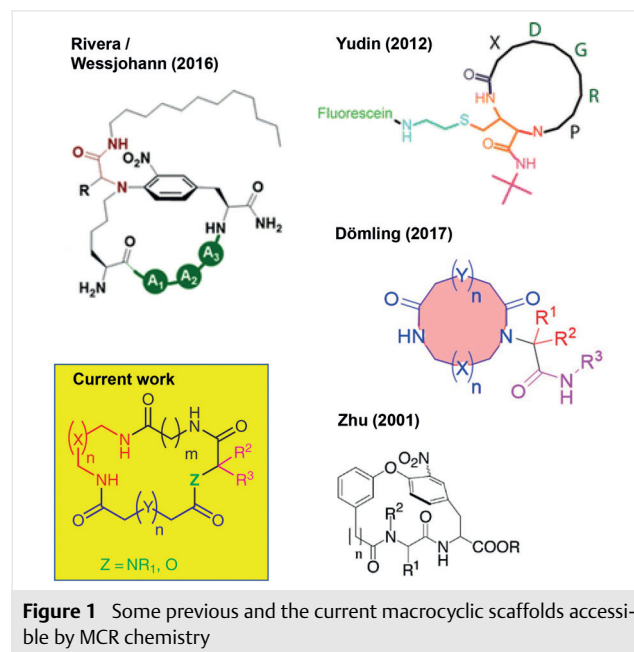 Rivera /
Wessjohann (2016)
NH
O
O₂N
R
N
O
NH₂
HN
O
H₂N
A₁
A₂
A₃
Yudin (2012)
X
D
G
R
P
O
HN
N
Fluorescein
N
H
S
O
NH
Dömling (2017)
(Y)n
O
O
HN
N
(X)n
R¹
R²
O
N
H
R³
Current work
O
H
N
O
(X)n
N
H
( )m
R²
R³
Z
NH
O
(Y)n
O
Z = NR₁, O
Zhu (2001)
O₂N
O
R²
N
O
[ ]n
O
R¹
N
H
COOR
Figure 1 Some previous and the current macrocyclic scaffolds accessi-
ble by MCR chemistry